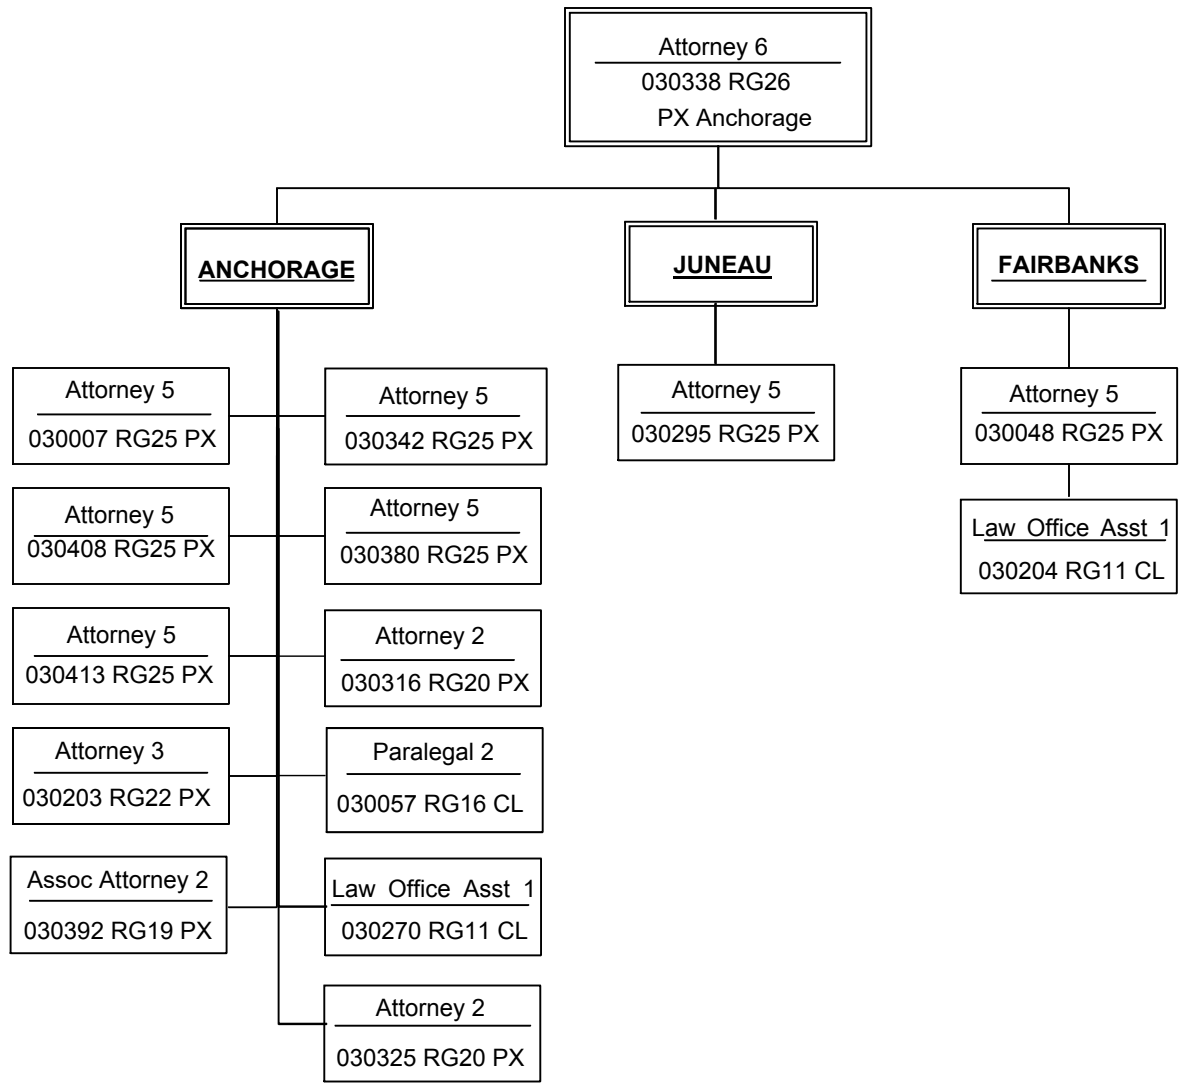 Attorney 6
030338 RG26
PX Anchorage
ANCHORAGE
JUNEAU
FAIRBANKS
Attorney 5
030007 RG25 PX
Attorney 5
030342 RG25 PX
Attorney 5
030295 RG25 PX
Attorney 5
030048 RG25 PX
Attorney 5
030408 RG25 PX
Attorney 5
030380 RG25 PX
Law Office Asst 1
030204 RG11 CL
Attorney 5
030413 RG25 PX
Attorney 2
030316 RG20 PX
Attorney 3
030203 RG22 PX
Paralegal 2
030057 RG16 CL
Assoc Attorney 2
030392 RG19 PX
Law Office Asst 1
030270 RG11 CL
Attorney 2
030325 RG20 PX